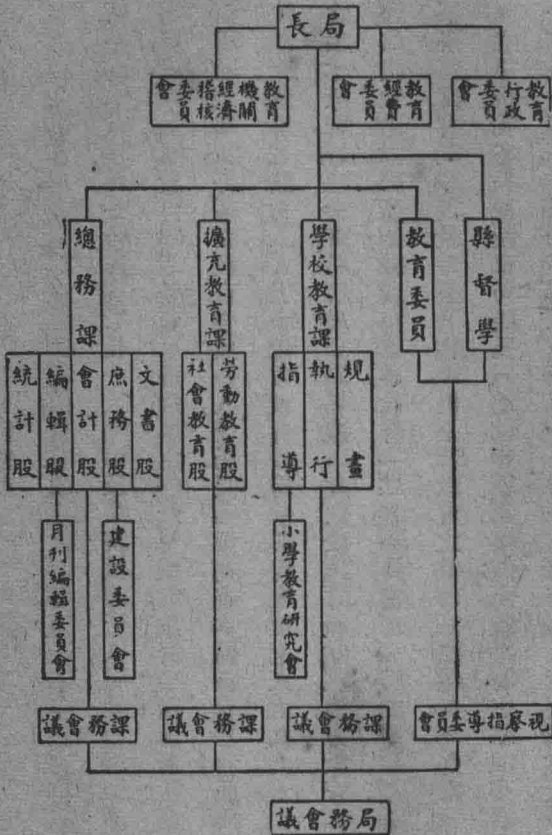 局長
教育行政委員會
教育經費委員會
教育機關經濟稽核委員會
縣督學
教育委員
學校教育課
擴充教育課
總務課
規畫
執行
指導
勞動教育股
社會教育股
文書股
庶務股
會計股
編輯股
統計股
小學教育研究會
建設委員會
月刊編輯委員會
視察指導委員會
課務會議
課務會議
課務會議
局務會議